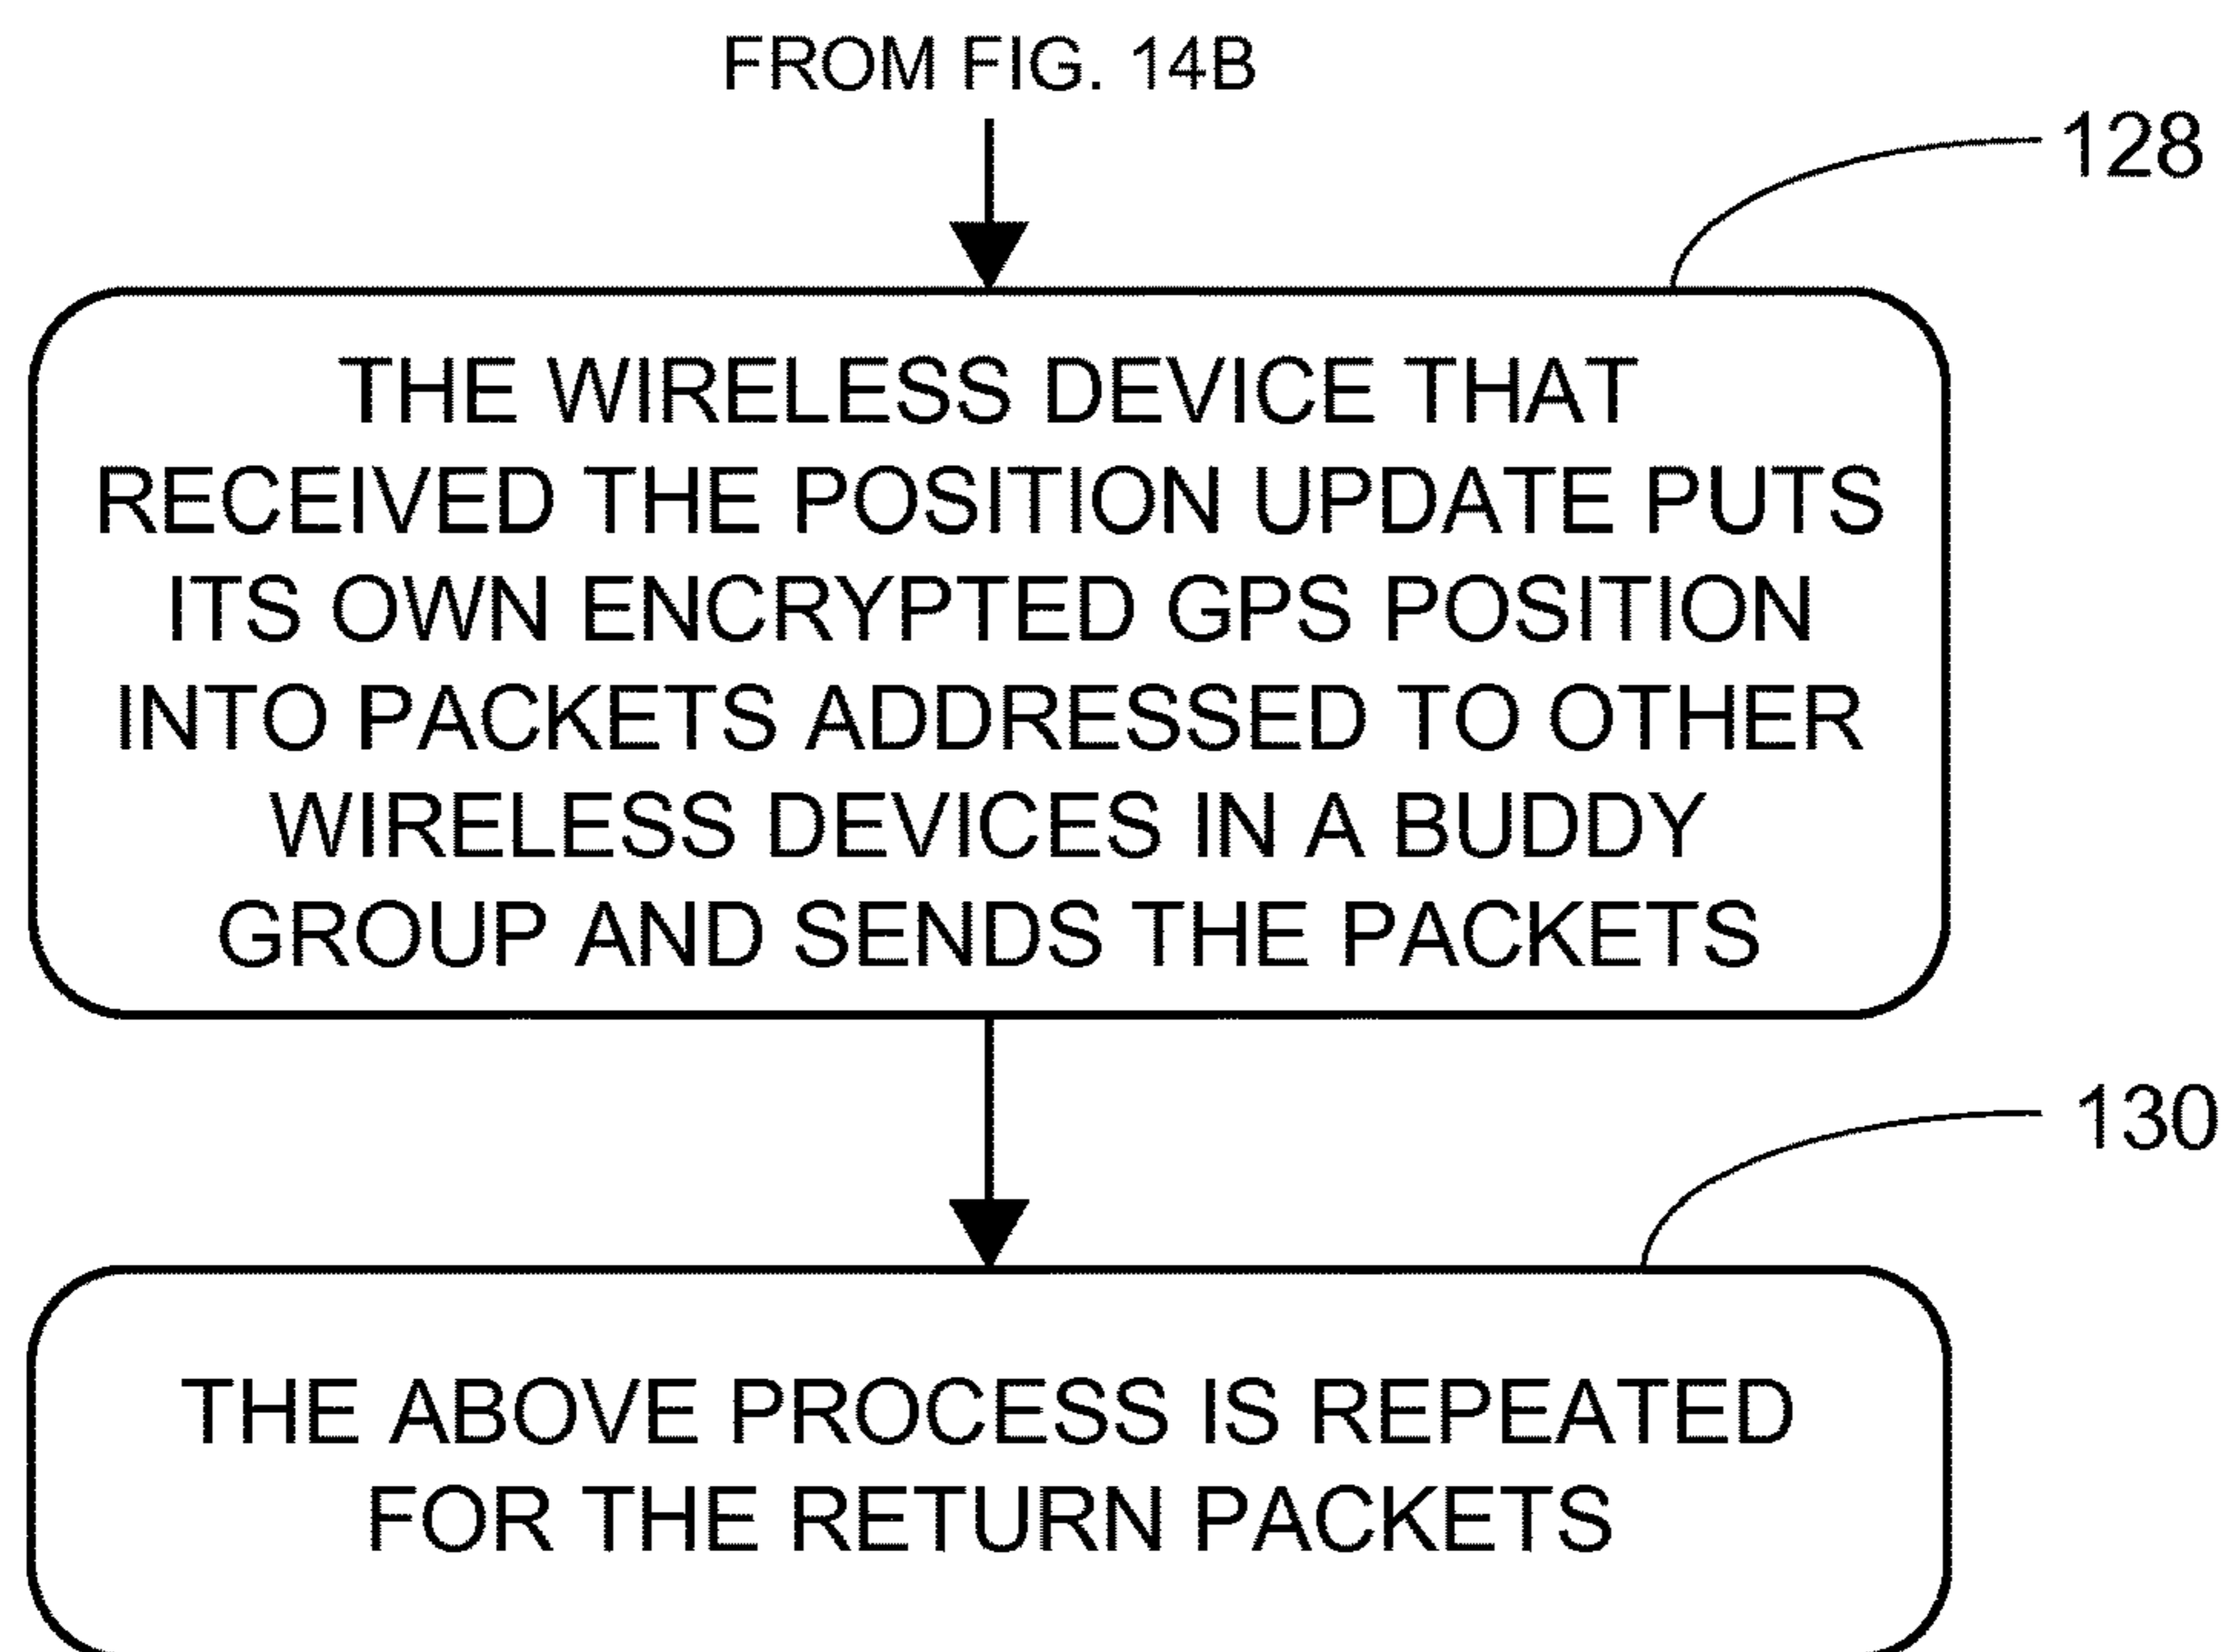 FROM FIG. 14B
128
THE WIRELESS DEVICE THAT
RECEIVED THE POSITION UPDATE PUTS
ITS OWN ENCRYPTED GPS POSITION
INTO PACKETS ADDRESSED TO OTHER
WIRELESS DEVICES IN A BUDDY
GROUP AND SENDS THE PACKETS
130
THE ABOVE PROCESS IS REPEATED
FOR THE RETURN PACKETS